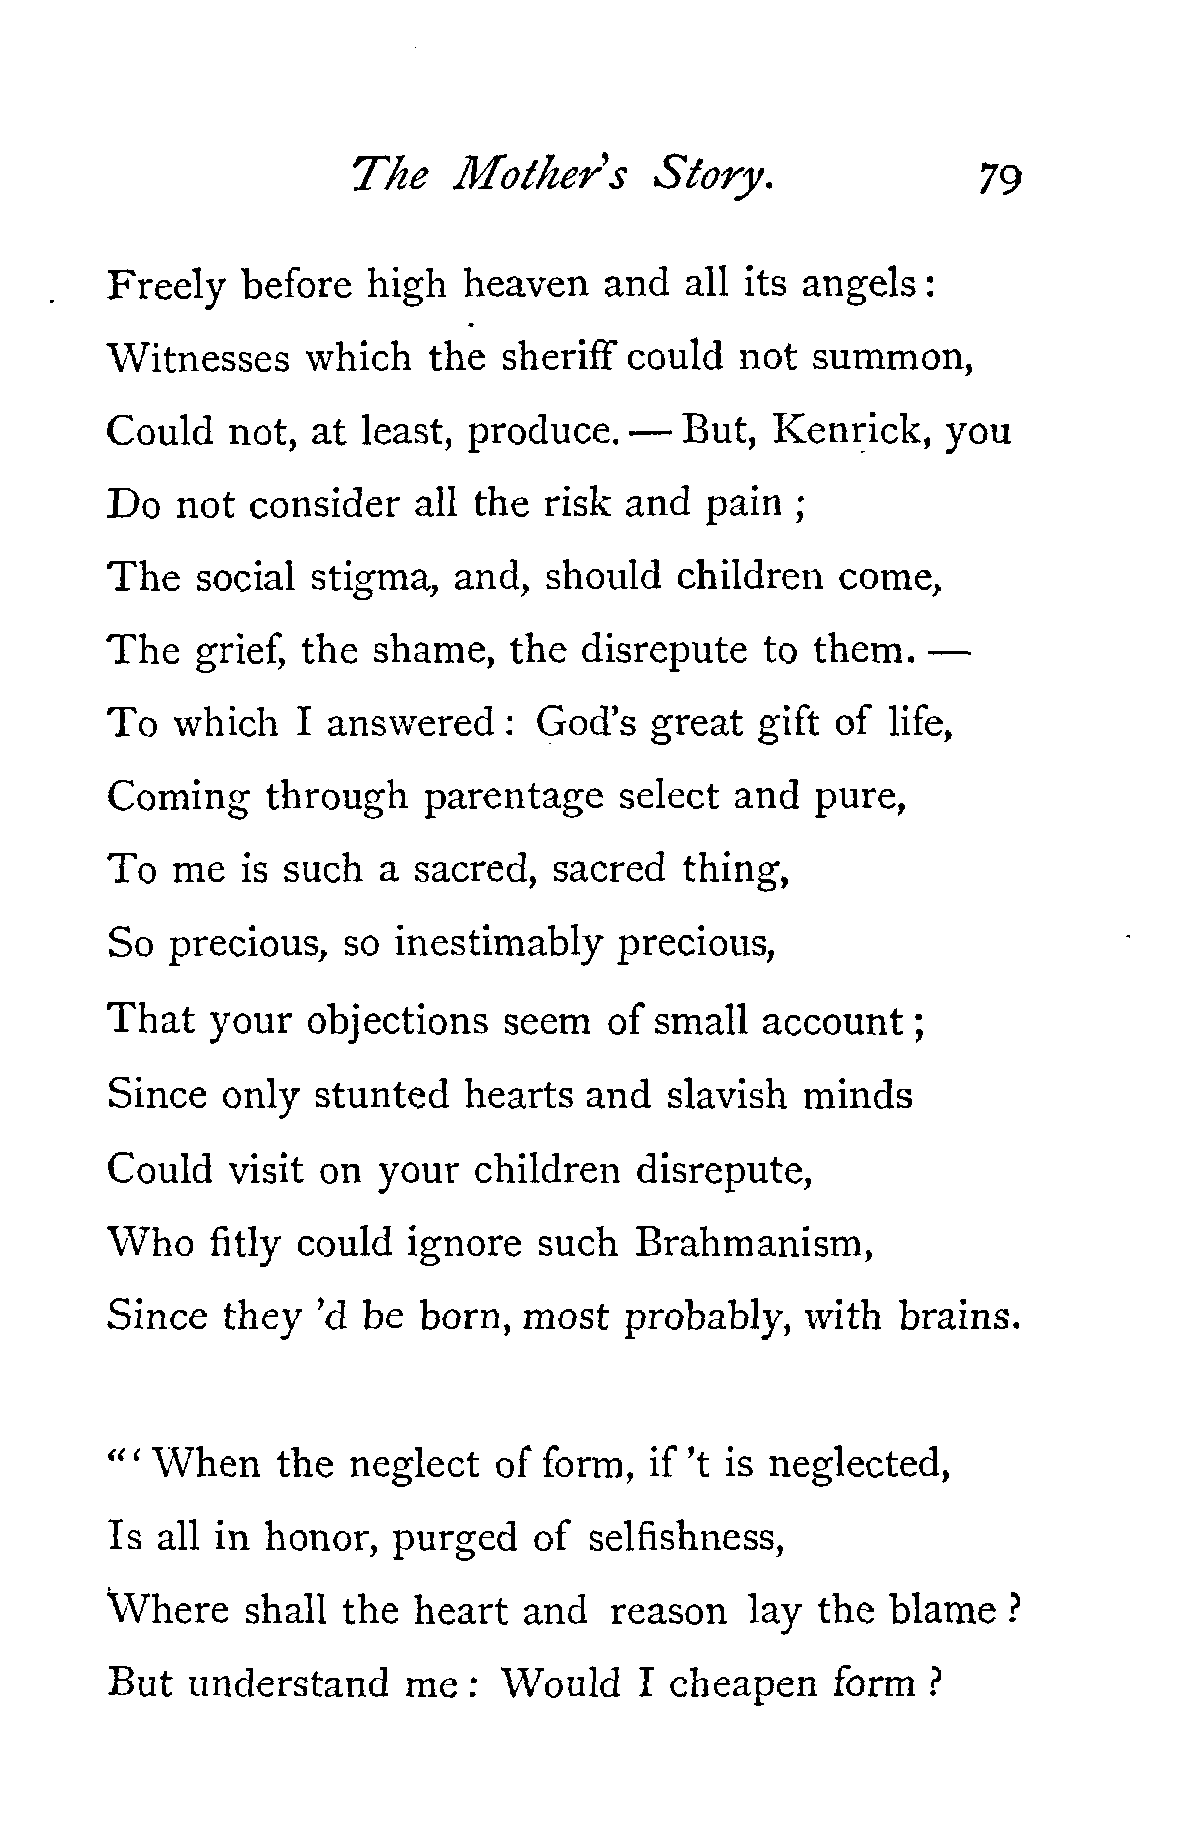 The Mother's Story. 79
Freely before high heaven and all its angels :
Witnesses which the sheriff could not summon,
Could not, at least, produce. — But, Kenrick, you
Do not consider all the risk and pain ;
The social stigma, and, should children come,
The grief, the shame, the disrepute to them. —
To which I answered : God's great gift of life,
Coming through parentage select and pure,
To me is such a sacred, sacred thing,
So precious, so inestimably precious,
That your objections seem of small account ;
Since only stunted hearts and slavish minds
Could visit on your children disrepute,
Who fitly could ignore such Brahmanism,
Since they 'd be born, most probably, with brains.
"' When the neglect of form, if 't is neglected,
Is all in honor, purged of selfishness,
Where shall the heart and reason lay the blame ?
But understand me : Would I cheapen form ?